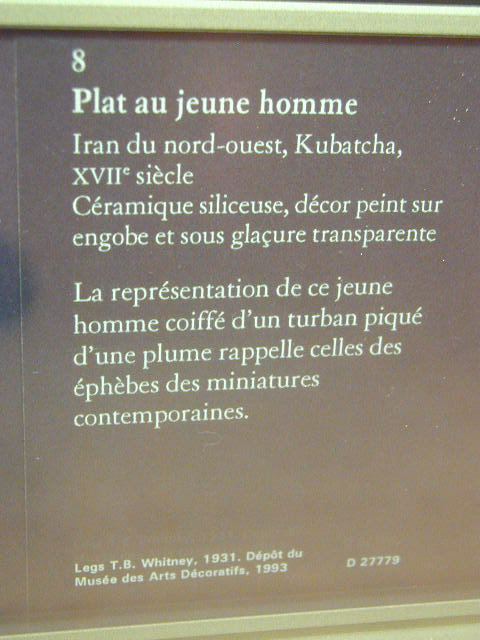 8
Plat au jeune homme
Iran du nord-ouest, Kubatcha,
XVIIe siècle
Céramique siliceuse, décor peint sur
engobe et sous glaçure transparente
La représentation de ce jeune
homme coiffé d'un turban piqué
d'une plume rappelle celles des
éphèbes des miniatures
contemporaines.
Legs T.B. Whitney, 1931. Dépôt du
Musée des Arts Décoratifs, 1993
D 27779